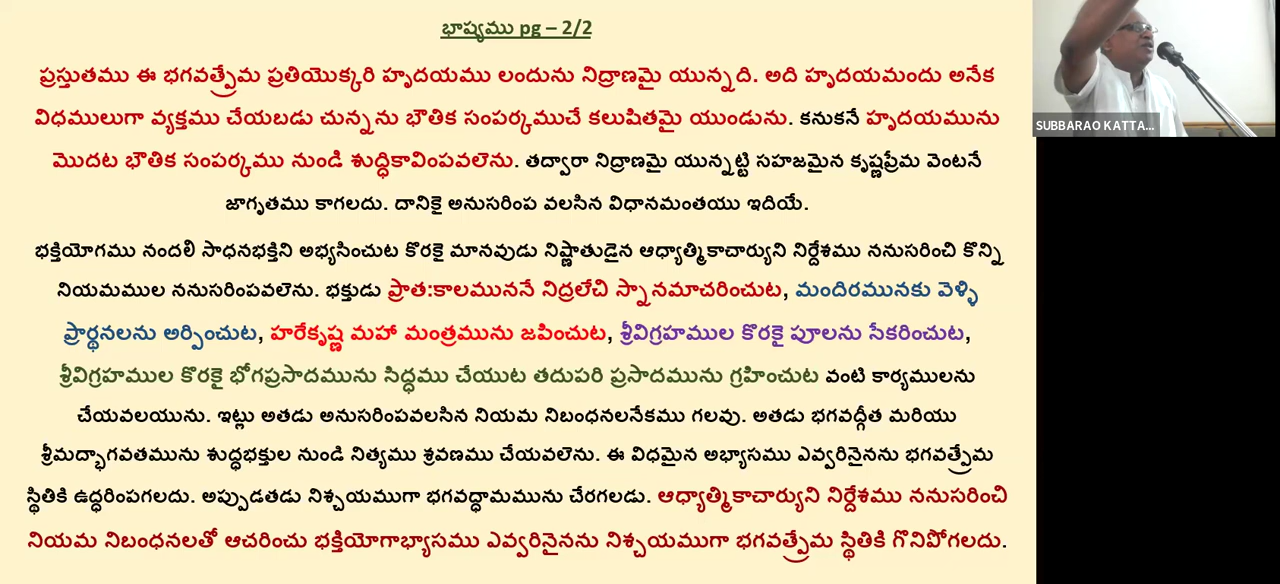 భాష్యము pg – 2/2
ప్రస్తుతము ఈ భగవత్ప్రేమ ప్రతియొక్కరి హృదయము లందును నిద్రాణమై యున్నది. అది హృదయమందు అనేక
విధములుగా వ్యక్తము చేయబడు చున్నను భౌతిక సంపర్కముచే కలుషితమై యుండును. కనుకనే హృదయమును
మొదట భౌతిక సంపర్కము నుండి శుద్ధికావింపవలెను. తద్వారా నిద్రాణమై యున్నట్టి సహజమైన కృష్ణప్రేమ వెంటనే
జాగృతము కాగలదు. దానికై అనుసరింప వలసిన విధానమంతయు ఇదియే.
భక్తియోగము నందలి సాధనభక్తిని అభ్యసించుట కొరకై మానవుడు నిష్ణాతుడైన ఆధ్యాత్మికాచార్యుని నిర్దేశము ననుసరించి కొన్ని
నియమముల ననుసరింపవలెను. భక్తుడు ప్రాత:కాలముననే నిద్రలేచి స్నానమాచరించుట, మందిరమునకు వెళ్ళి
ప్రార్థనలను అర్పించుట, హరేకృష్ణ మహా మంత్రమును జపించుట, శ్రీవిగ్రహముల కొరకై పూలను సేకరించుట,
శ్రీవిగ్రహముల కొరకై భోగప్రసాదమును సిద్ధము చేయుట తదుపరి ప్రసాదమును గ్రహించుట వంటి కార్యములను
చేయవలయును. ఇట్లు అతడు అనుసరింపవలసిన నియమ నిబంధనలనేకము గలవు. అతడు భగవద్గీత మరియు
శ్రీమద్భాగవతమును శుద్ధభక్తుల నుండి నిత్యము శ్రవణము చేయవలెను. ఈ విధమైన అభ్యాసము ఎవ్వరినైనను భగవత్ప్రేమ
స్థితికి ఉద్ధరింపగలదు. అప్పుడతడు నిశ్చయముగా భగవద్ధామమును చేరగలడు. ఆధ్యాత్మికాచార్యుని నిర్దేశము ననుసరించి
నియమ నిబంధనలతో ఆచరించు భక్తియోగాభ్యాసము ఎవ్వరినైనను నిశ్చయముగా భగవత్ప్రేమ స్థితికి గొనిపోగలదు.
SUBBARAO KATTA...